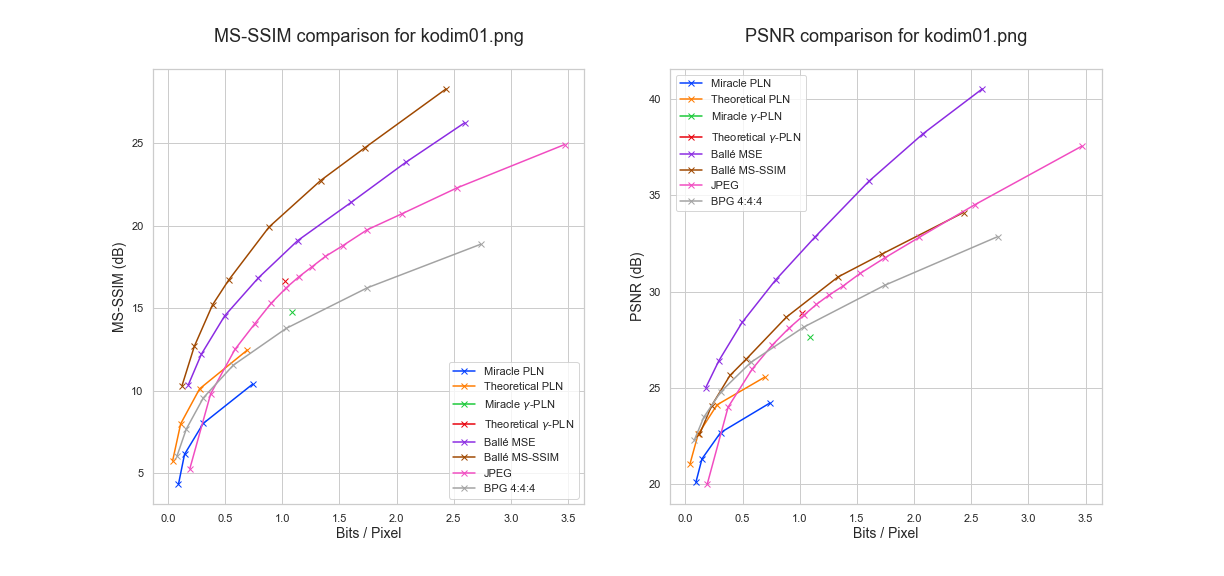 MS-SSIM comparison for kodim01.png
MS-SSIM (dB)
25
20
15
10
5
0.0 0.5 1.0 1.5 2.0 2.5 3.0 3.5
Bits / Pixel
Miracle PLN
Theoretical PLN
Miracle γ-PLN
Theoretical γ-PLN
Ballé MSE
Ballé MS-SSIM
JPEG
BPG 4:4:4
PSNR comparison for kodim01.png
PSNR (dB)
40
35
30
25
20
0.0 0.5 1.0 1.5 2.0 2.5 3.0 3.5
Bits / Pixel
Miracle PLN
Theoretical PLN
Miracle γ-PLN
Theoretical γ-PLN
Ballé MSE
Ballé MS-SSIM
JPEG
BPG 4:4:4